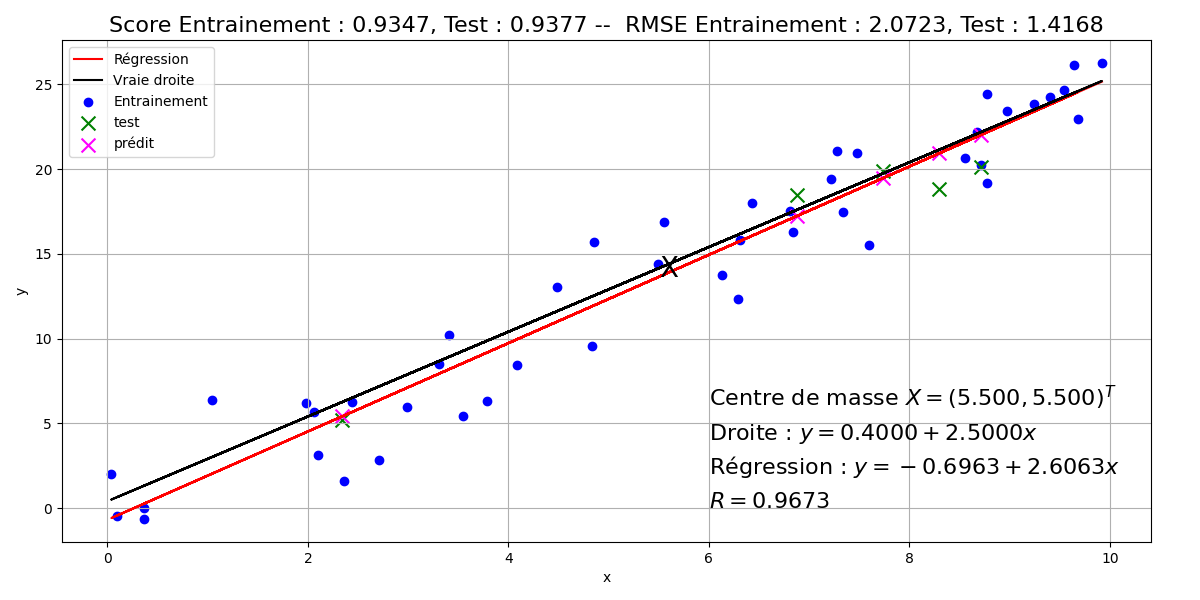 Score Entrainement : 0.9347, Test : 0.9377 --  RMSE Entrainement : 2.0723, Test : 1.4168
Régression
Vraie droite
Entrainement
test
prédit
25
20
15
10
5
0
y
Centre de masse X = (5.500, 5.500)^T
Droite : y = 0.4000 + 2.5000x
Régression : y = −0.6963 + 2.6063x
R = 0.9673
0 2 4 6 8 10
x